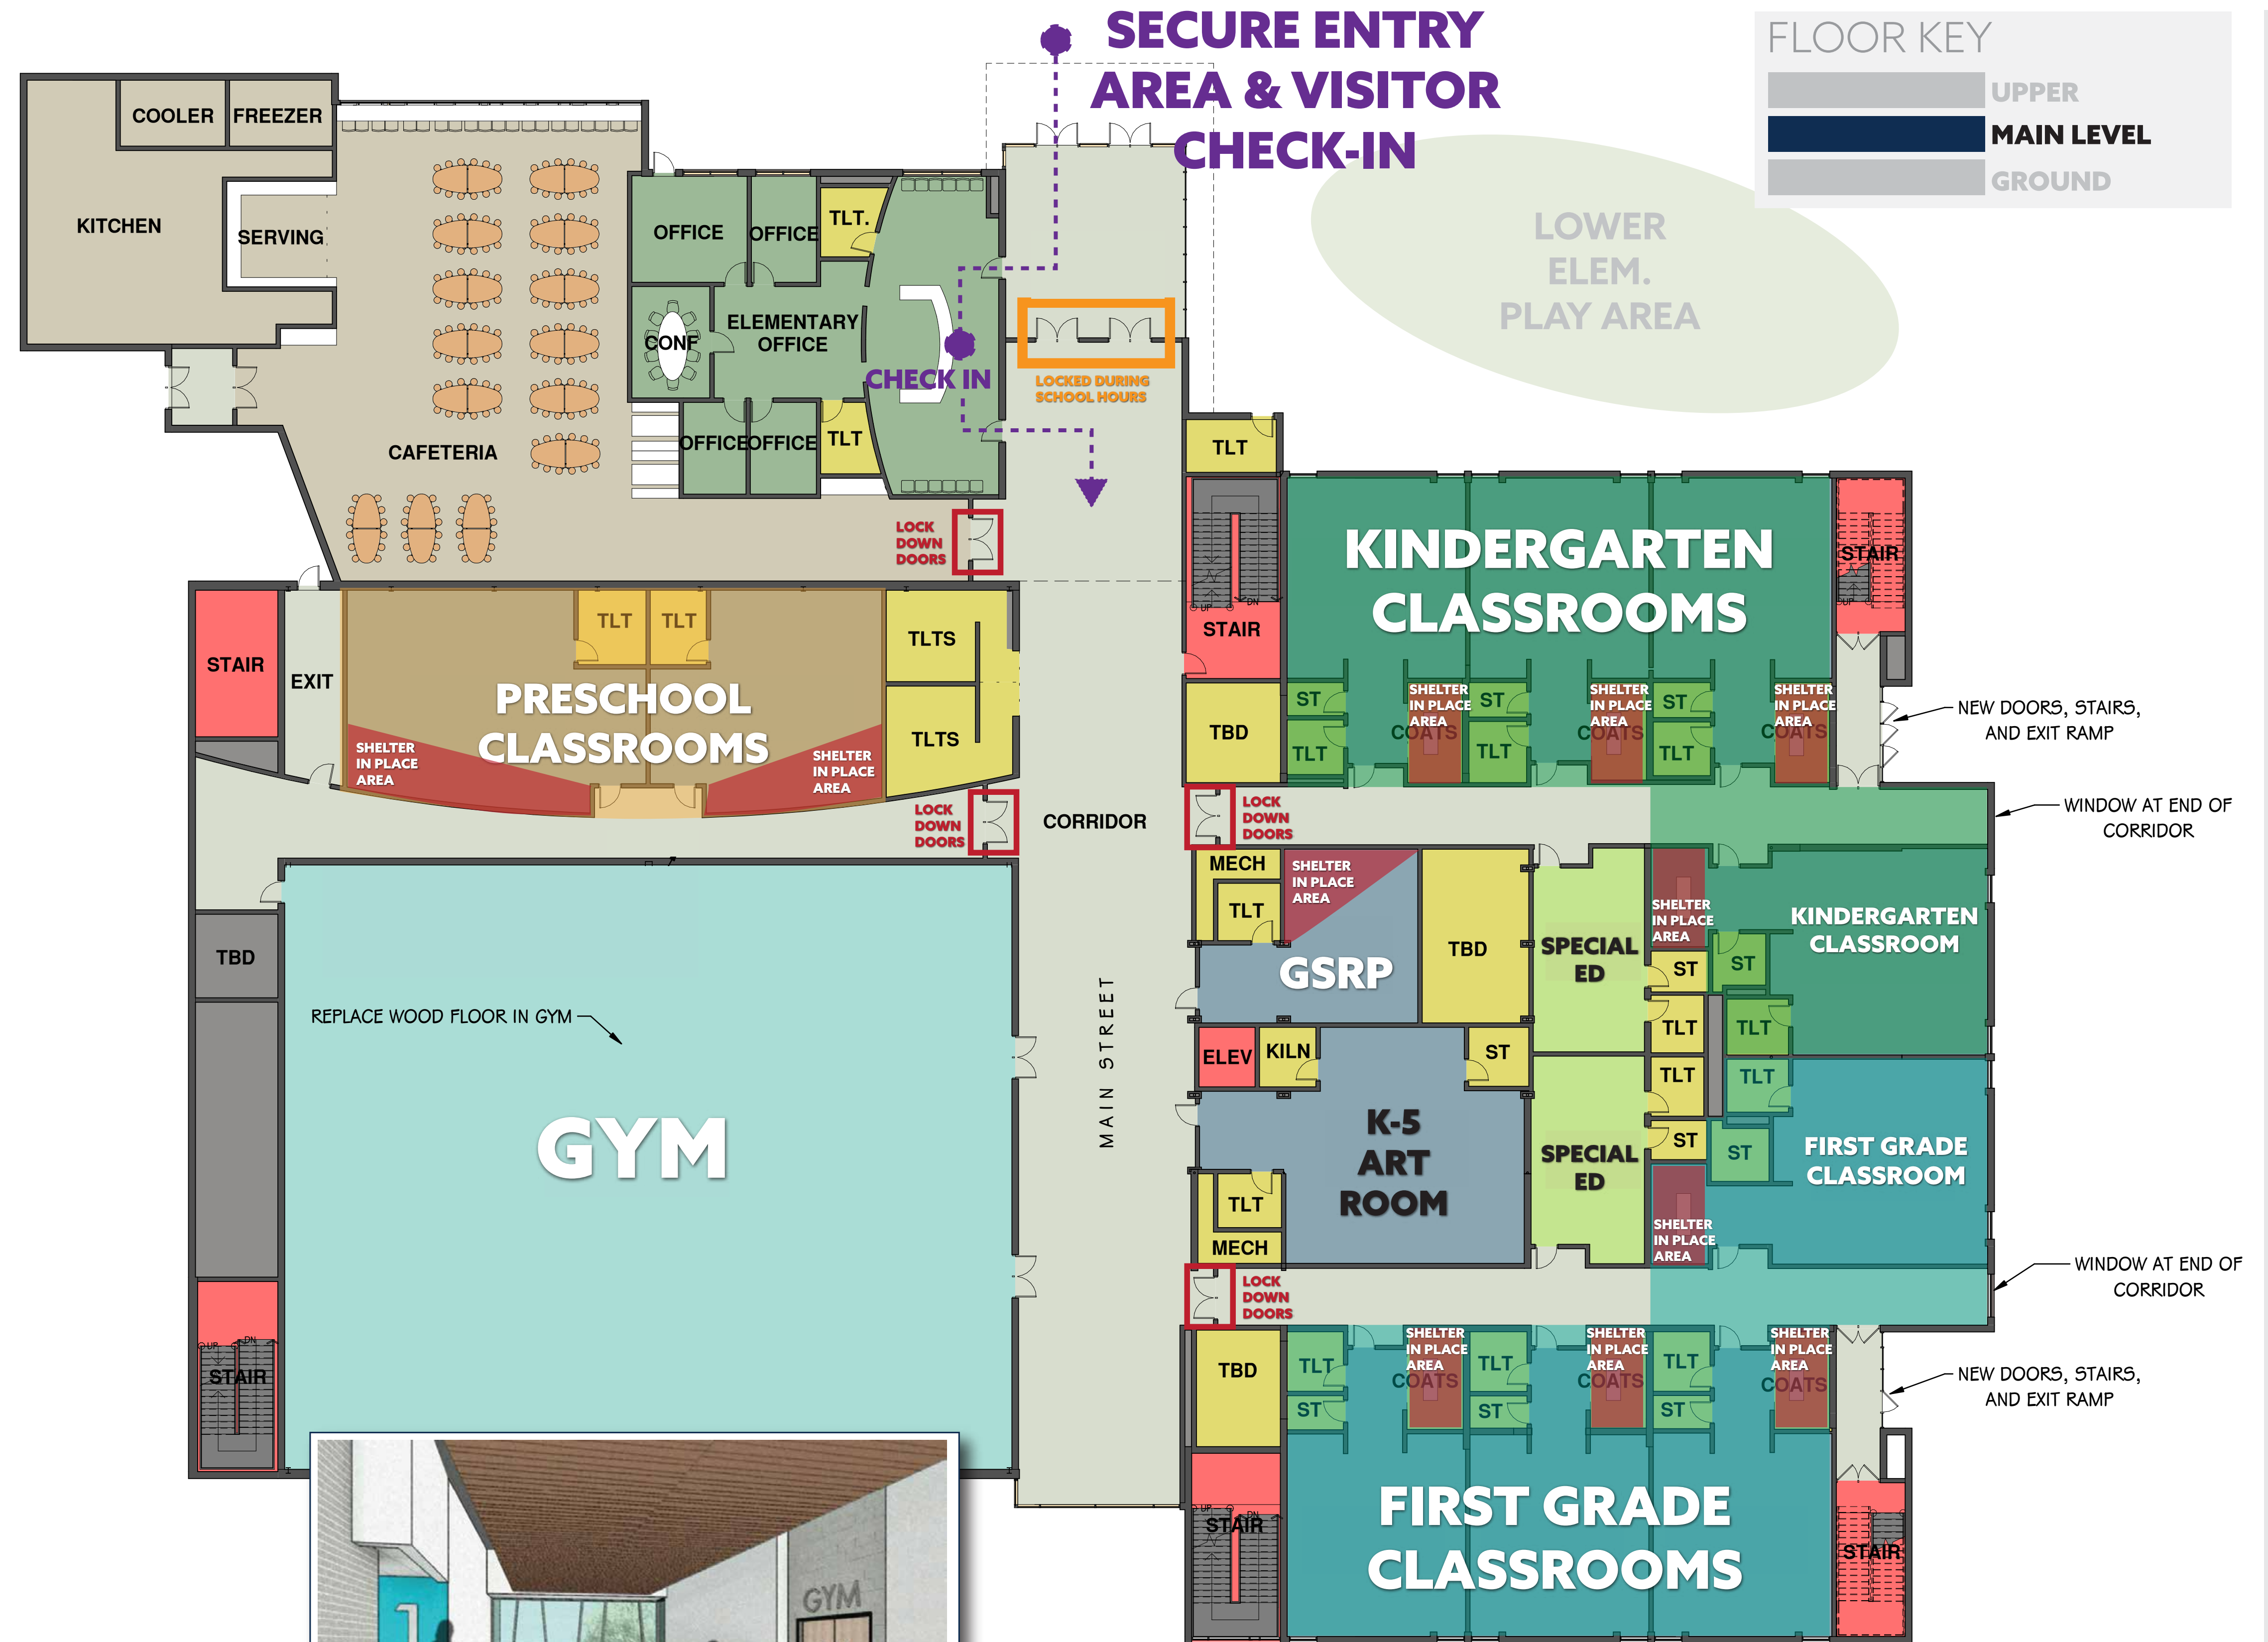 SECURE ENTRY
AREA & VISITOR
CHECK-IN
FLOOR KEY
UPPER
MAIN LEVEL
GROUND
LOWER
ELEM.
PLAY AREA
COOLER
FREEZER
KITCHEN
SERVING
CAFETERIA
OFFICE
OFFICE
TLT.
CONF
ELEMENTARY
OFFICE
CHECK IN
OFFICE
OFFICE
TLT
LOCKED DURING
SCHOOL HOURS
LOCK
DOWN
DOORS
TLT
UP
DN
STAIR
KINDERGARTEN
CLASSROOMS
STAIR
UP
STAIR
EXIT
TLT
TLT
PRESCHOOL
CLASSROOMS
SHELTER
IN PLACE
AREA
SHELTER
IN PLACE
AREA
TLTS
TLTS
TBD
ST
TLT
SHELTER
IN PLACE
AREA
COATS
ST
TLT
SHELTER
IN PLACE
AREA
COATS
ST
TLT
SHELTER
IN PLACE
AREA
COATS
NEW DOORS, STAIRS,
AND EXIT RAMP
LOCK
DOWN
DOORS
CORRIDOR
LOCK
DOWN
DOORS
WINDOW AT END OF
CORRIDOR
MECH
TLT
SHELTER
IN PLACE
AREA
GSRP
TBD
SPECIAL
ED
SHELTER
IN PLACE
AREA
KINDERGARTEN
CLASSROOM
ST
ST
TLT
TLT
TBD
REPLACE WOOD FLOOR IN GYM
GYM
MAIN STREET
ELEV
KILN
ST
K-5
ART
ROOM
TLT
MECH
SPECIAL
ED
TLT
TLT
ST
ST
FIRST GRADE
CLASSROOM
SHELTER
IN PLACE
AREA
LOCK
DOWN
DOORS
WINDOW AT END OF
CORRIDOR
UP
DN
STAIR
TBD
TLT
ST
SHELTER
IN PLACE
AREA
COATS
TLT
ST
SHELTER
IN PLACE
AREA
COATS
TLT
ST
SHELTER
IN PLACE
AREA
COATS
NEW DOORS, STAIRS,
AND EXIT RAMP
UP
DN
STAIR
FIRST GRADE
CLASSROOMS
STAIR
1
GYM